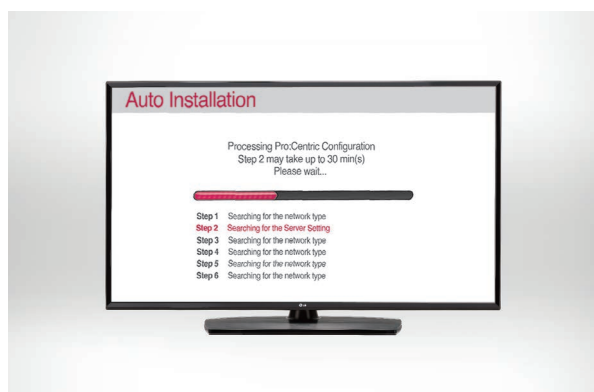 Auto Installation
Processing Pro:Centric Configuration
Step 2 may take up to 30 min(s)
Please wait...
Step 1 Searching for the network type
Step 2 Searching for the Server Setting
Step 3 Searching for the network type
Step 4 Searching for the network type
Step 5 Searching for the network type
Step 6 Searching for the network type